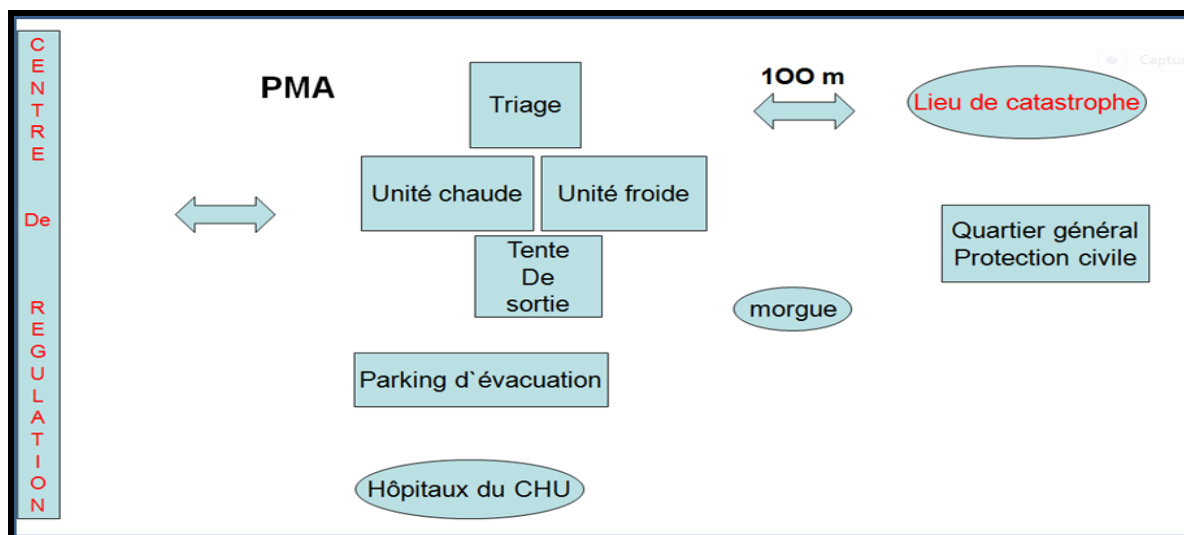 CENTRE
De
REGULATION
PMA
Triage
100 m
Lieu de catastrophe
Unité chaude
Unité froide
Tente
De
sortie
Quartier général
Protection civile
morgue
Parking d`évacuation
Hôpitaux du CHU
Captur